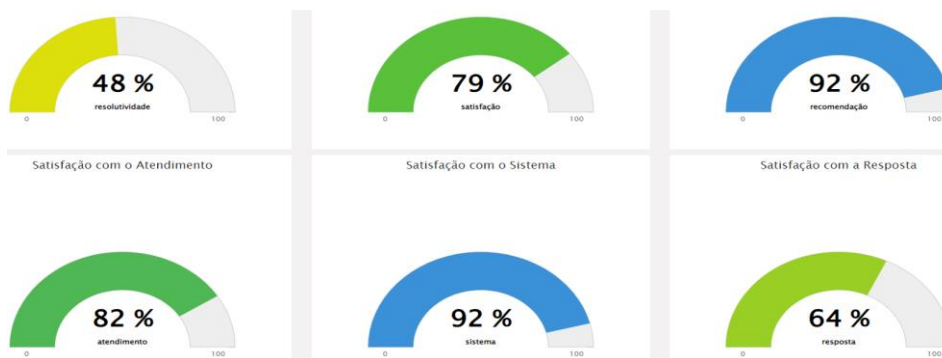 48 %
resolutividade
0
100
79 %
satisfação
0
100
92 %
recomendação
0
100
Satisfação com o Atendimento
Satisfação com o Sistema
Satisfação com a Resposta
82 %
atendimento
0
100
92 %
sistema
0
100
64 %
resposta
0
100